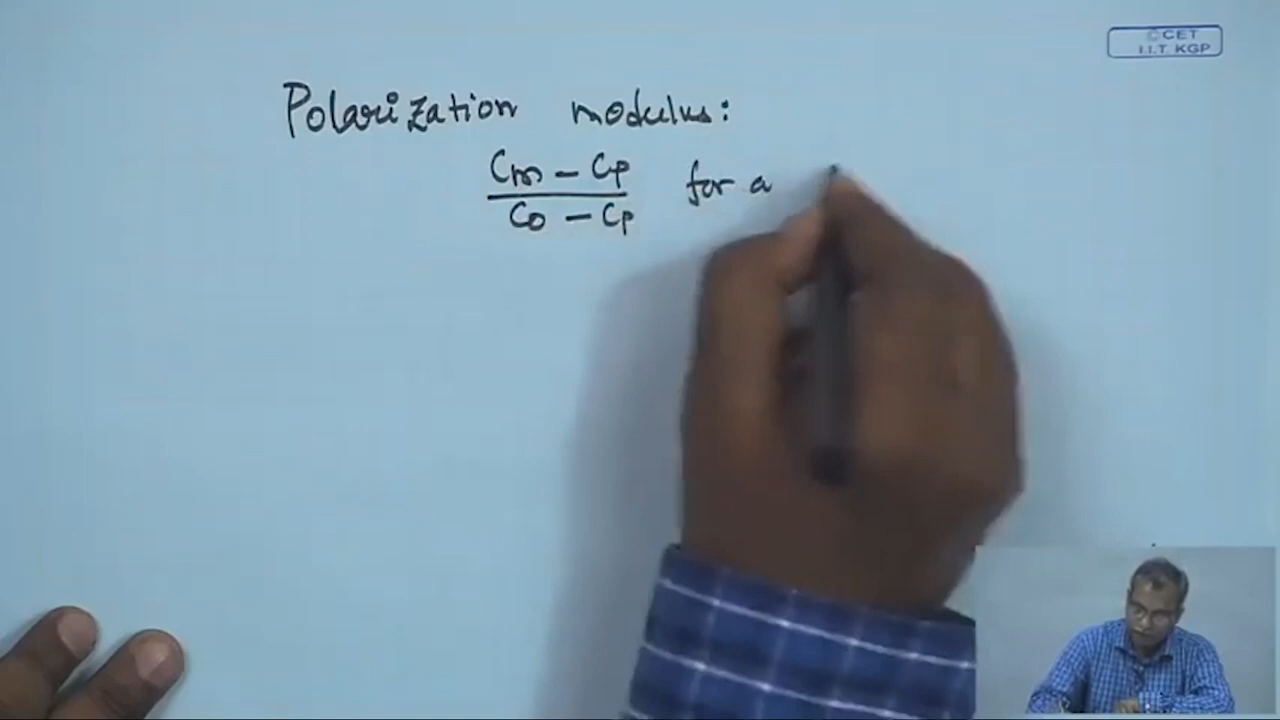 © CET
I.I.T. KGP
Polarization modulus:
Cm – Cp for a
Co – Cp